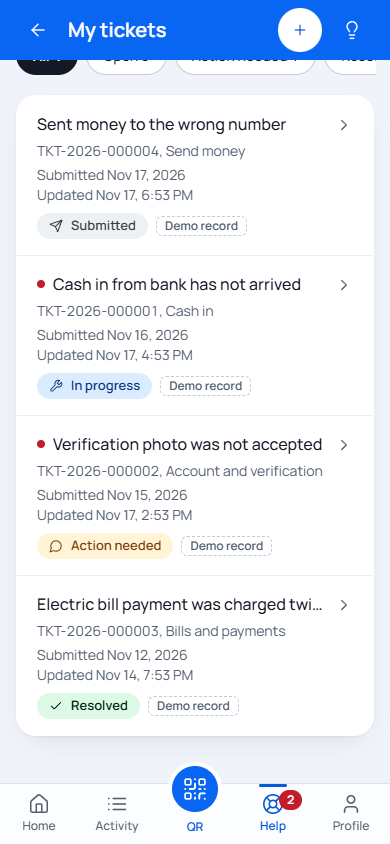 My tickets
Sent money to the wrong number
TKT-2026-000004, Send money
Submitted Nov 17, 2026
Updated Nov 17, 6:53 PM
Submitted
Demo record
Cash in from bank has not arrived
TKT-2026-000001, Cash in
Submitted Nov 16, 2026
Updated Nov 17, 4:53 PM
In progress
Demo record
Verification photo was not accepted
TKT-2026-000002, Account and verification
Submitted Nov 15, 2026
Updated Nov 17, 2:53 PM
Action needed
Demo record
Electric bill payment was charged twi...
TKT-2026-000003, Bills and payments
Submitted Nov 12, 2026
Updated Nov 14, 7:53 PM
Resolved
Demo record
2
Home
Activity
QR
Help
Profile